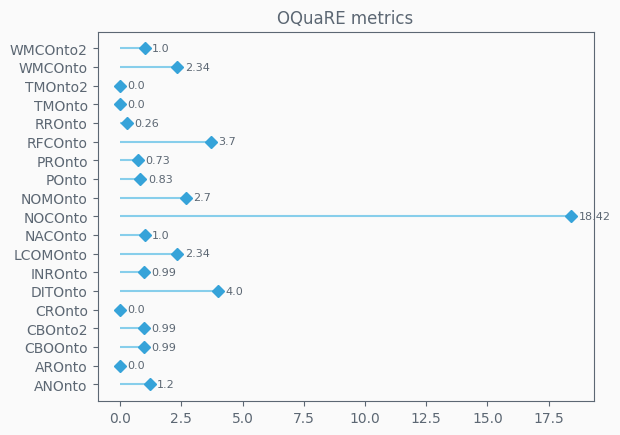 OQuaRE metrics
WMCOnto2 1.0
WMCOnto 2.34
TMOnto2 0.0
TMOnto 0.0
RROnto 0.26
RFCOnto 3.7
PROnto 0.73
POnto 0.83
NOMOnto 2.7
NOCOnto 18.42
NACOnto 1.0
LCOMOnto 2.34
INROnto 0.99
DITOnto 4.0
CROnto 0.0
CBOnto2 0.99
CBOOnto 0.99
AROnto 0.0
ANOnto 1.2
0.0 2.5 5.0 7.5 10.0 12.5 15.0 17.5